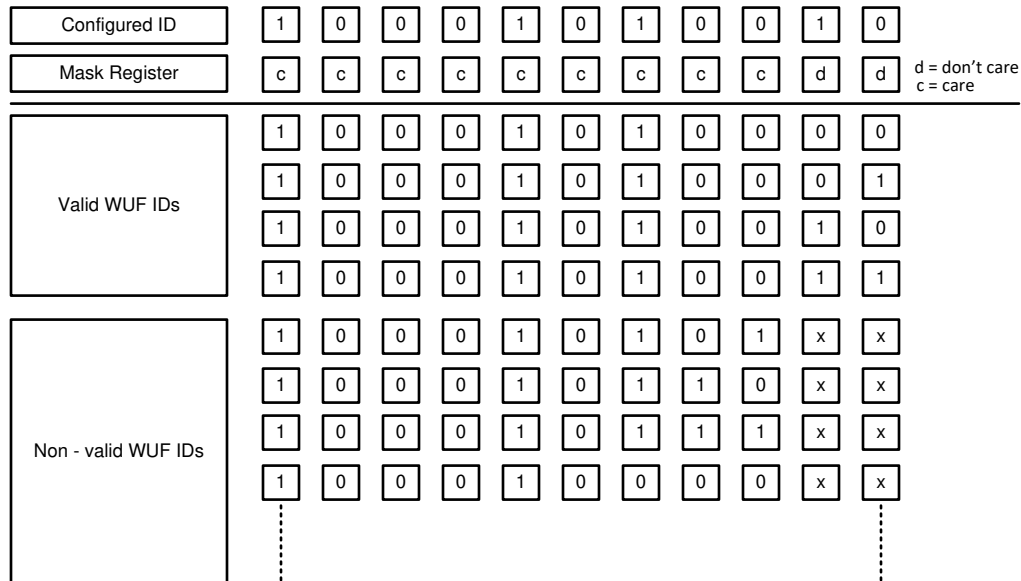 Configured ID 1 0 0 0 1 0 1 0 0 1 0
Mask Register c c c c c c c c c d d
d = don't care
c = care
1 0 0 0 1 0 1 0 0 0 0
1 0 0 0 1 0 1 0 0 0 1
Valid WUF IDs
1 0 0 0 1 0 1 0 0 1 0
1 0 0 0 1 0 1 0 0 1 1
1 0 0 0 1 0 1 0 1 x x
1 0 0 0 1 0 1 1 0 x x
1 0 0 0 1 0 1 1 1 x x
Non - valid WUF IDs
1 0 0 0 1 0 0 0 0 x x